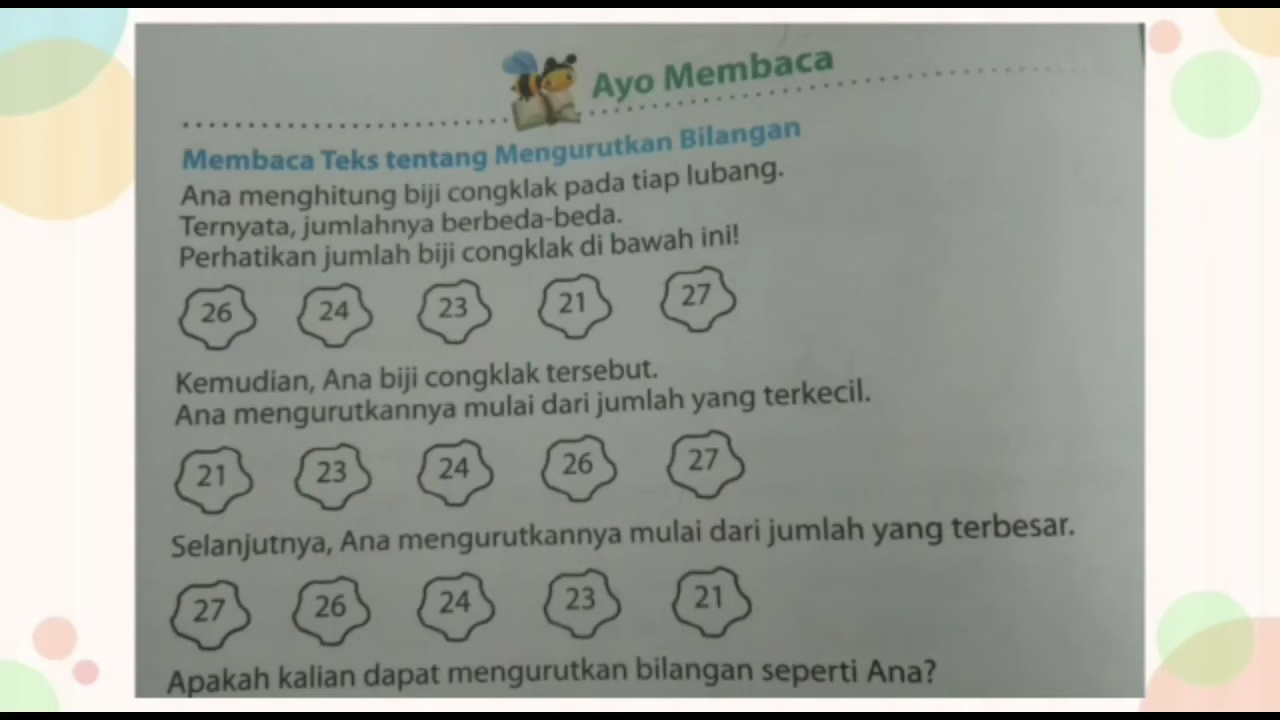 Ayo Membaca
Membaca Teks tentang Mengurutkan Bilangan
Ana menghitung biji congklak pada tiap lubang.
Ternyata, jumlahnya berbeda-beda.
Perhatikan jumlah biji congklak di bawah ini!
26 24 23 21 27
Kemudian, Ana biji congklak tersebut.
Ana mengurutkannya mulai dari jumlah yang terkecil.
21 23 24 26 27
Selanjutnya, Ana mengurutkannya mulai dari jumlah yang terbesar.
27 26 24 23 21
Apakah kalian dapat mengurutkan bilangan seperti Ana?